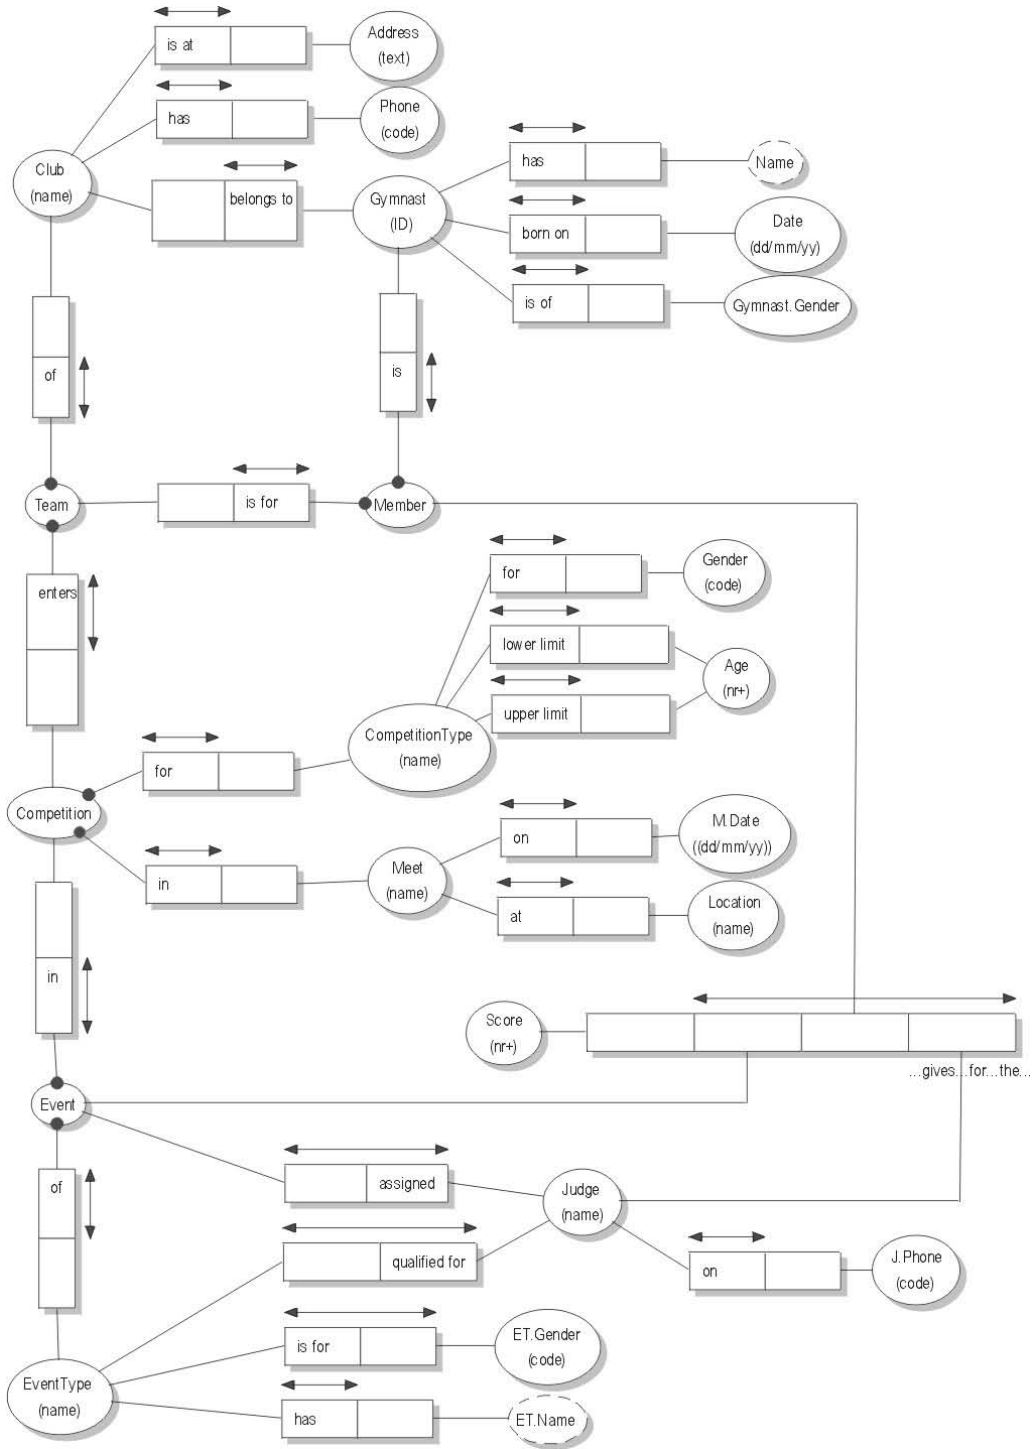 is at
Address
(text)
has
Phone
(code)
Club
(name)
belongs to
Gymnast
(ID)
has
Name
born on
Date
(dd/mm/yy)
is of
Gymnast.Gender
of
is
Team
is for
Member
enters
for
Gender
(code)
lower limit
Age
(nr+)
upper limit
CompetitionType
(name)
for
Competition
in
Meet
(name)
on
M.Date
((dd/mm/yy))
at
Location
(name)
in
Score
(nr+)
...gives...for...the...
Event
assigned
Judge
(name)
of
qualified for
on
J.Phone
(code)
is for
ET.Gender
(code)
EventType
(name)
has
ET.Name